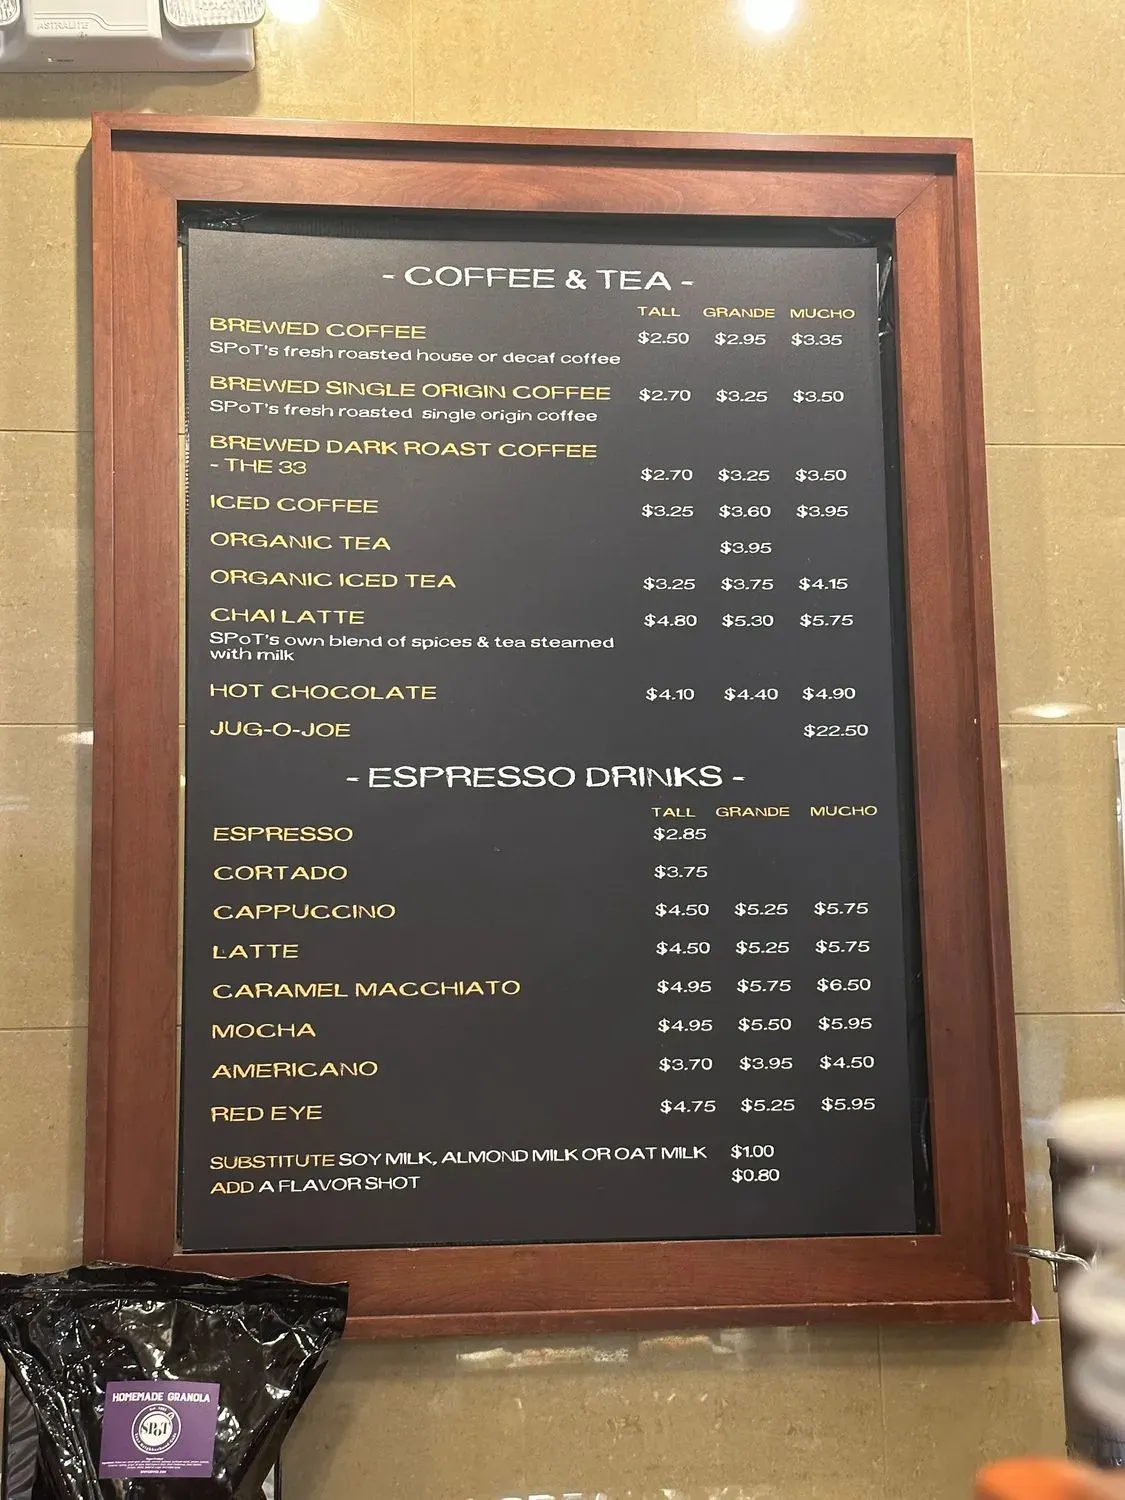 ASTRALITE
- COFFEE & TEA -
TALL GRANDE MUCHO
BREWED COFFEE $2.50 $2.95 $3.35
SPoT's fresh roasted house or decaf coffee
BREWED SINGLE ORIGIN COFFEE $2.70 $3.25 $3.50
SPoT's fresh roasted single origin coffee
BREWED DARK ROAST COFFEE
- THE 33 $2.70 $3.25 $3.50
ICED COFFEE $3.25 $3.60 $3.95
ORGANIC TEA $3.95
ORGANIC ICED TEA $3.25 $3.75 $4.15
CHAI LATTE $4.80 $5.30 $5.75
SPoT's own blend of spices & tea steamed
with milk
HOT CHOCOLATE $4.10 $4.40 $4.90
JUG-O-JOE $22.50
- ESPRESSO DRINKS -
TALL GRANDE MUCHO
ESPRESSO $2.85
CORTADO $3.75
CAPPUCCINO $4.50 $5.25 $5.75
LATTE $4.50 $5.25 $5.75
CARAMEL MACCHIATO $4.95 $5.75 $6.50
MOCHA $4.95 $5.50 $5.95
AMERICANO $3.70 $3.95 $4.50
RED EYE $4.75 $5.25 $5.95
SUBSTITUTE SOY MILK, ALMOND MILK OR OAT MILK $1.00
ADD A FLAVOR SHOT $0.80
HOMEMADE GRANOLA
SPoT